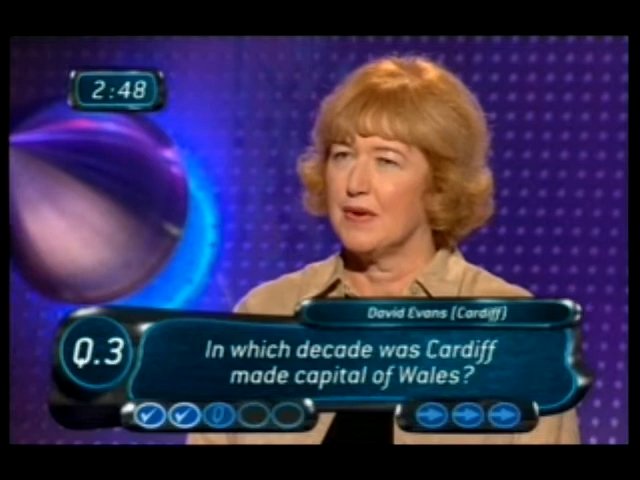 2:48
David Evans (Cardiff)
Q.3
In which decade was Cardiff
made capital of Wales?
Q